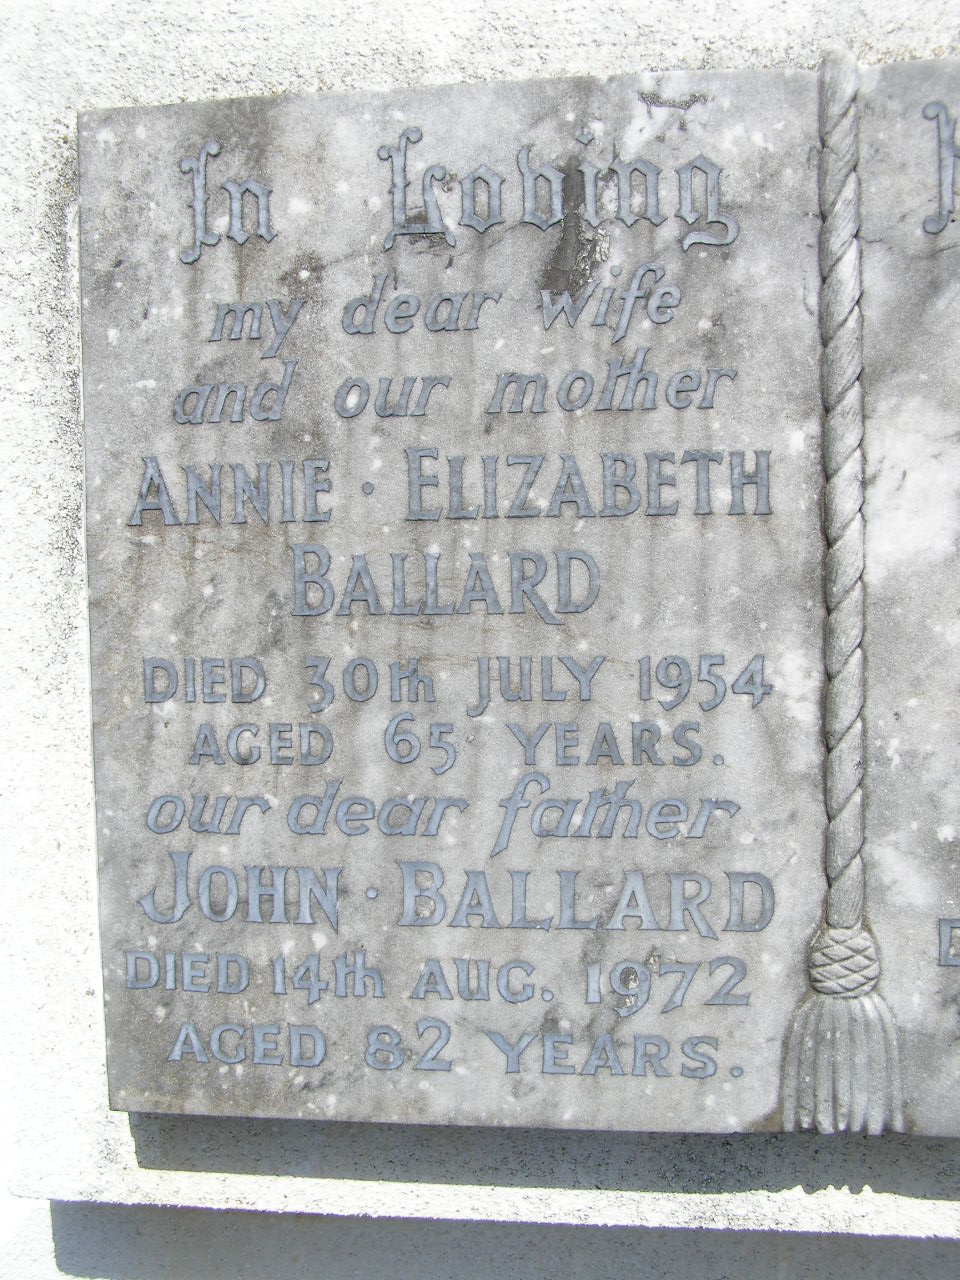 In Loving
my dear wife
and our mother
ANNIE · ELIZABETH
BALLARD
DIED 30th JULY 1954
AGED 65 YEARS.
our dear father
JOHN · BALLARD
DIED 14th AUG. 1972
AGED 82 YEARS.